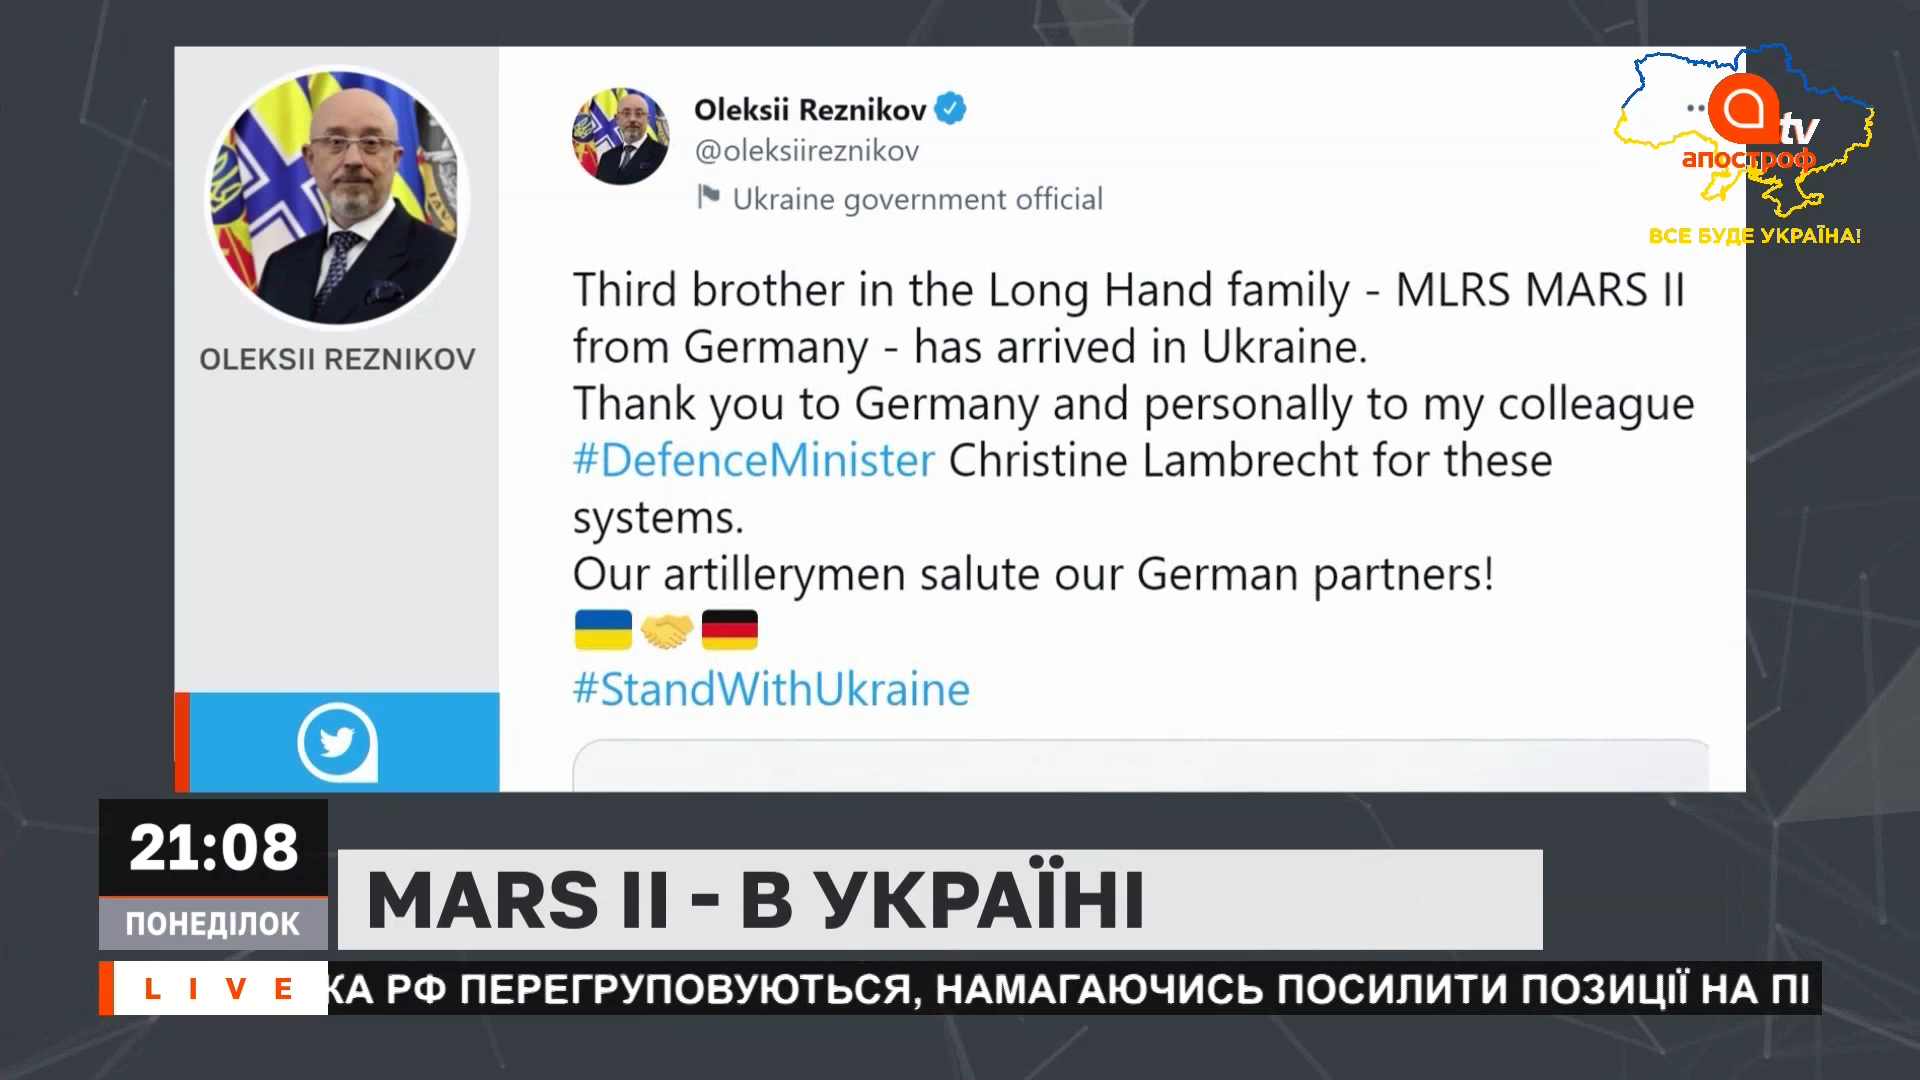 OLEKSII REZNIKOV
Oleksii Reznikov
@oleksiireznikov
Ukraine government official
Third brother in the Long Hand family - MLRS MARS II
from Germany - has arrived in Ukraine.
Thank you to Germany and personally to my colleague
#DefenceMinister Christine Lambrecht for these
systems.
Our artillerymen salute our German partners!
🇺🇦🤝🇩🇪
#StandWithUkraine
tv
апостроф
ВСЕ БУДЕ УКРАЇНА!
21:08
ПОНЕДІЛОК
MARS II - В УКРАЇНІ
LIVE
КА РФ ПЕРЕГРУПОВУЮТЬСЯ, НАМАГАЮЧИСЬ ПОСИЛИТИ ПОЗИЦІЇ НА ПІ